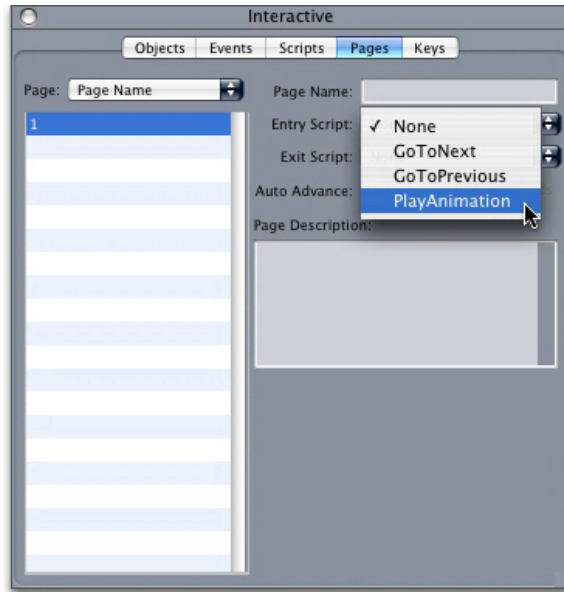 Interactive
Objects Events Scripts Pages Keys
Page: Page Name
1
Page Name:
Entry Script:
✓ None
GoToNext
GoToPrevious
PlayAnimation
Exit Script:
Auto Advance:
Page Description: